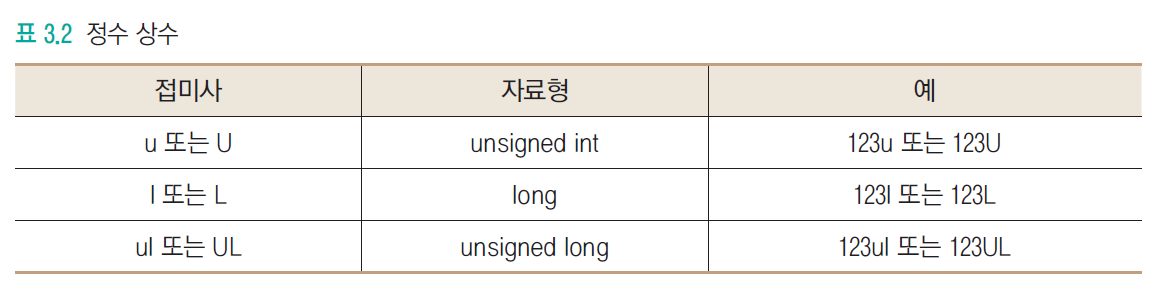 표 3.2 정수 상수
접미사 자료형 예
u 또는 U unsigned int 123u 또는 123U
l 또는 L long 123l 또는 123L
ul 또는 UL unsigned long 123ul 또는 123UL